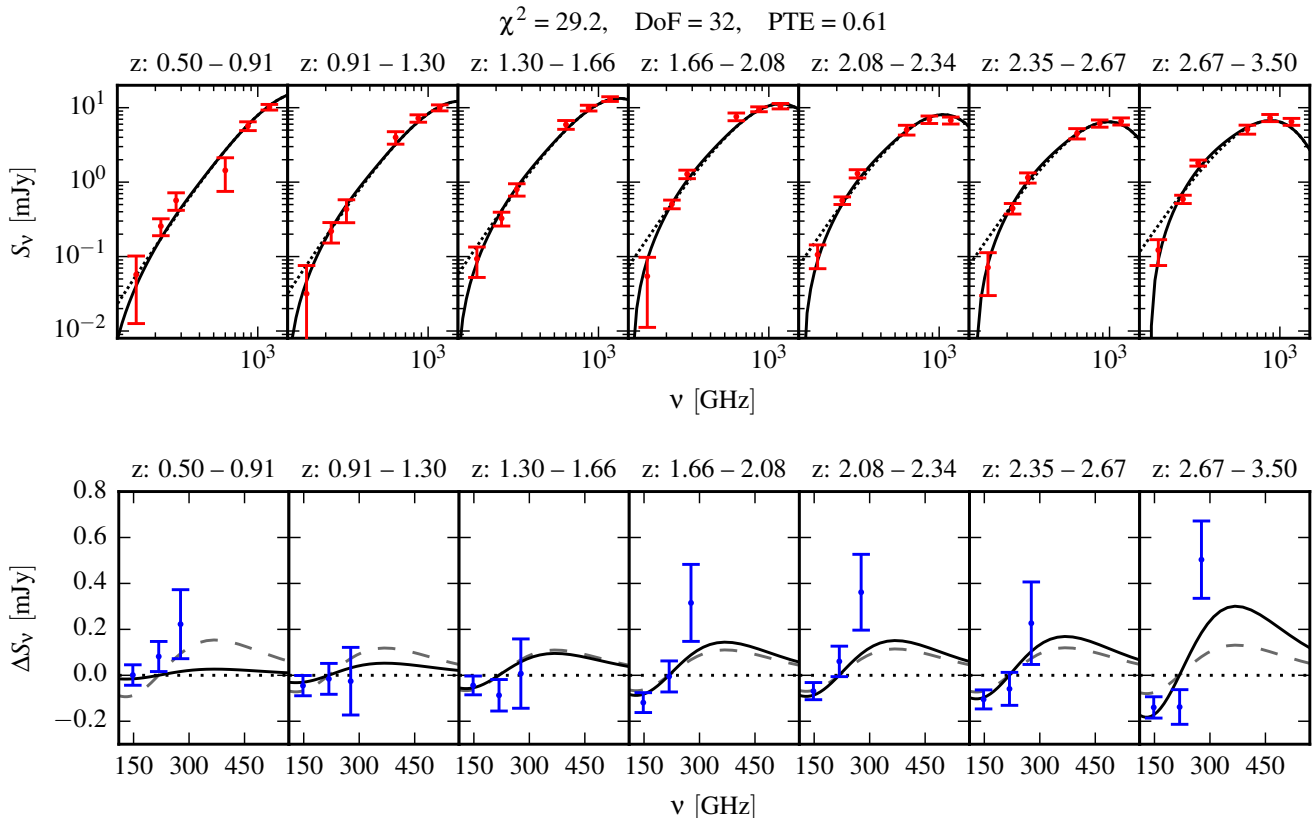 χ² = 29.2, DoF = 32, PTE = 0.61
z: 0.50 – 0.91 z: 0.91 – 1.30 z: 1.30 – 1.66 z: 1.66 – 2.08 z: 2.08 – 2.34 z: 2.35 – 2.67 z: 2.67 – 3.50
10¹
10⁰
10⁻¹
10⁻²
S_ν [mJy]
10³ 10³ 10³ 10³ 10³ 10³ 10³
ν [GHz]
z: 0.50 – 0.91 z: 0.91 – 1.30 z: 1.30 – 1.66 z: 1.66 – 2.08 z: 2.08 – 2.34 z: 2.35 – 2.67 z: 2.67 – 3.50
0.8
0.6
0.4
0.2
0.0
−0.2
ΔS_ν [mJy]
150 300 450 150 300 450 150 300 450 150 300 450 150 300 450 150 300 450 150 300 450
ν [GHz]